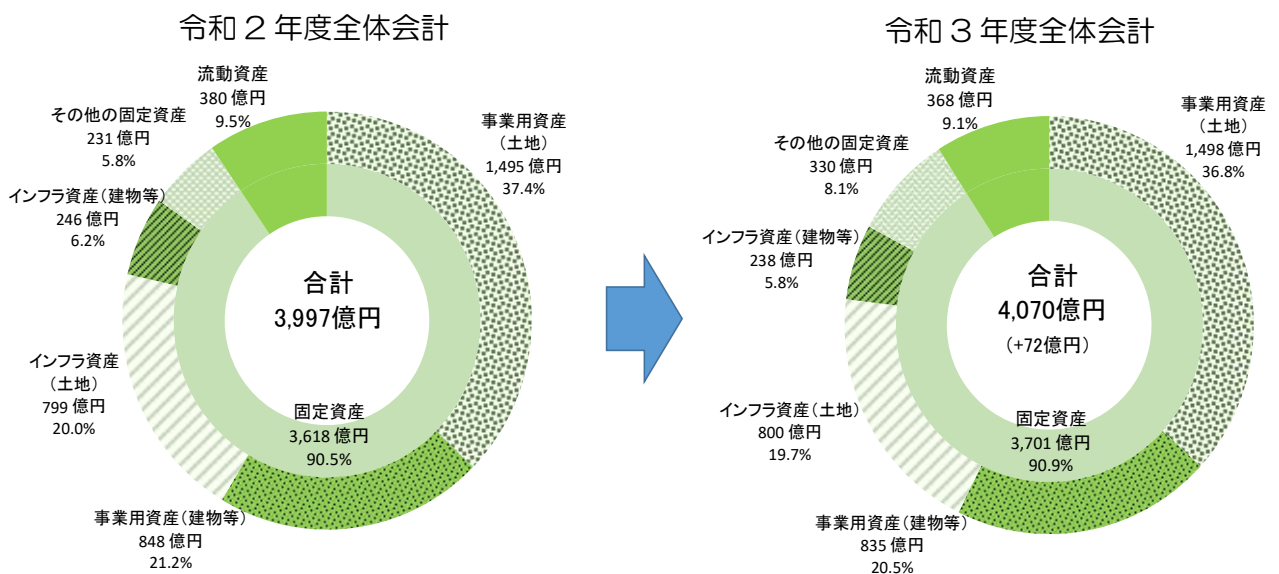 令和２年度全体会計
流動資産
380 億円
9.5%
その他の固定資産
231 億円
5.8%
インフラ資産（建物等）
246 億円
6.2%
インフラ資産
（土地）
799 億円
20.0%
事業用資産（建物等）
848 億円
21.2%
事業用資産
（土地）
1,495 億円
37.4%
合計
3,997億円
固定資産
3,618 億円
90.5%
令和３年度全体会計
流動資産
368 億円
9.1%
その他の固定資産
330 億円
8.1%
インフラ資産（建物等）
238 億円
5.8%
インフラ資産（土地）
800 億円
19.7%
事業用資産（建物等）
835 億円
20.5%
事業用資産
（土地）
1,498 億円
36.8%
合計
4,070億円
（+72億円）
固定資産
3,701 億円
90.9%